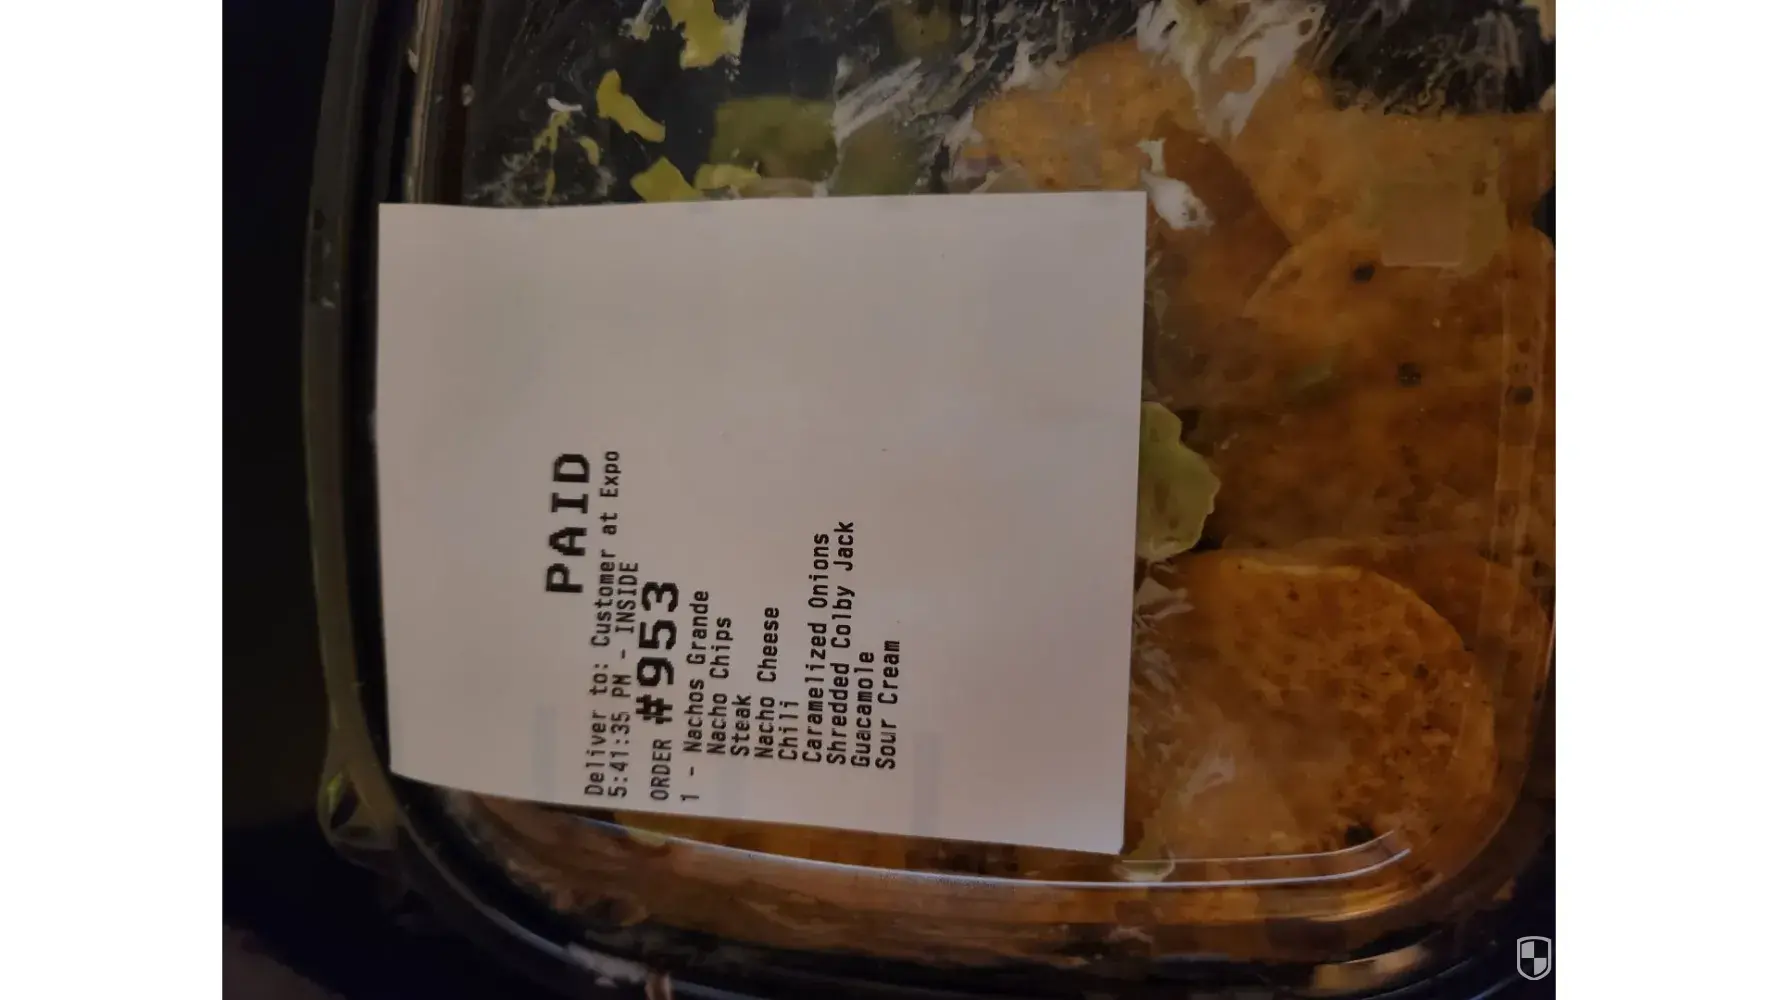 PAID
Deliver to: Customer at Expo
5:41:35 PM - INSIDE
ORDER #953
1 - Nachos Grande
Nacho Chips
Steak
Nacho Cheese
Chili
Caramelized Onions
Shredded Colby Jack
Guacamole
Sour Cream